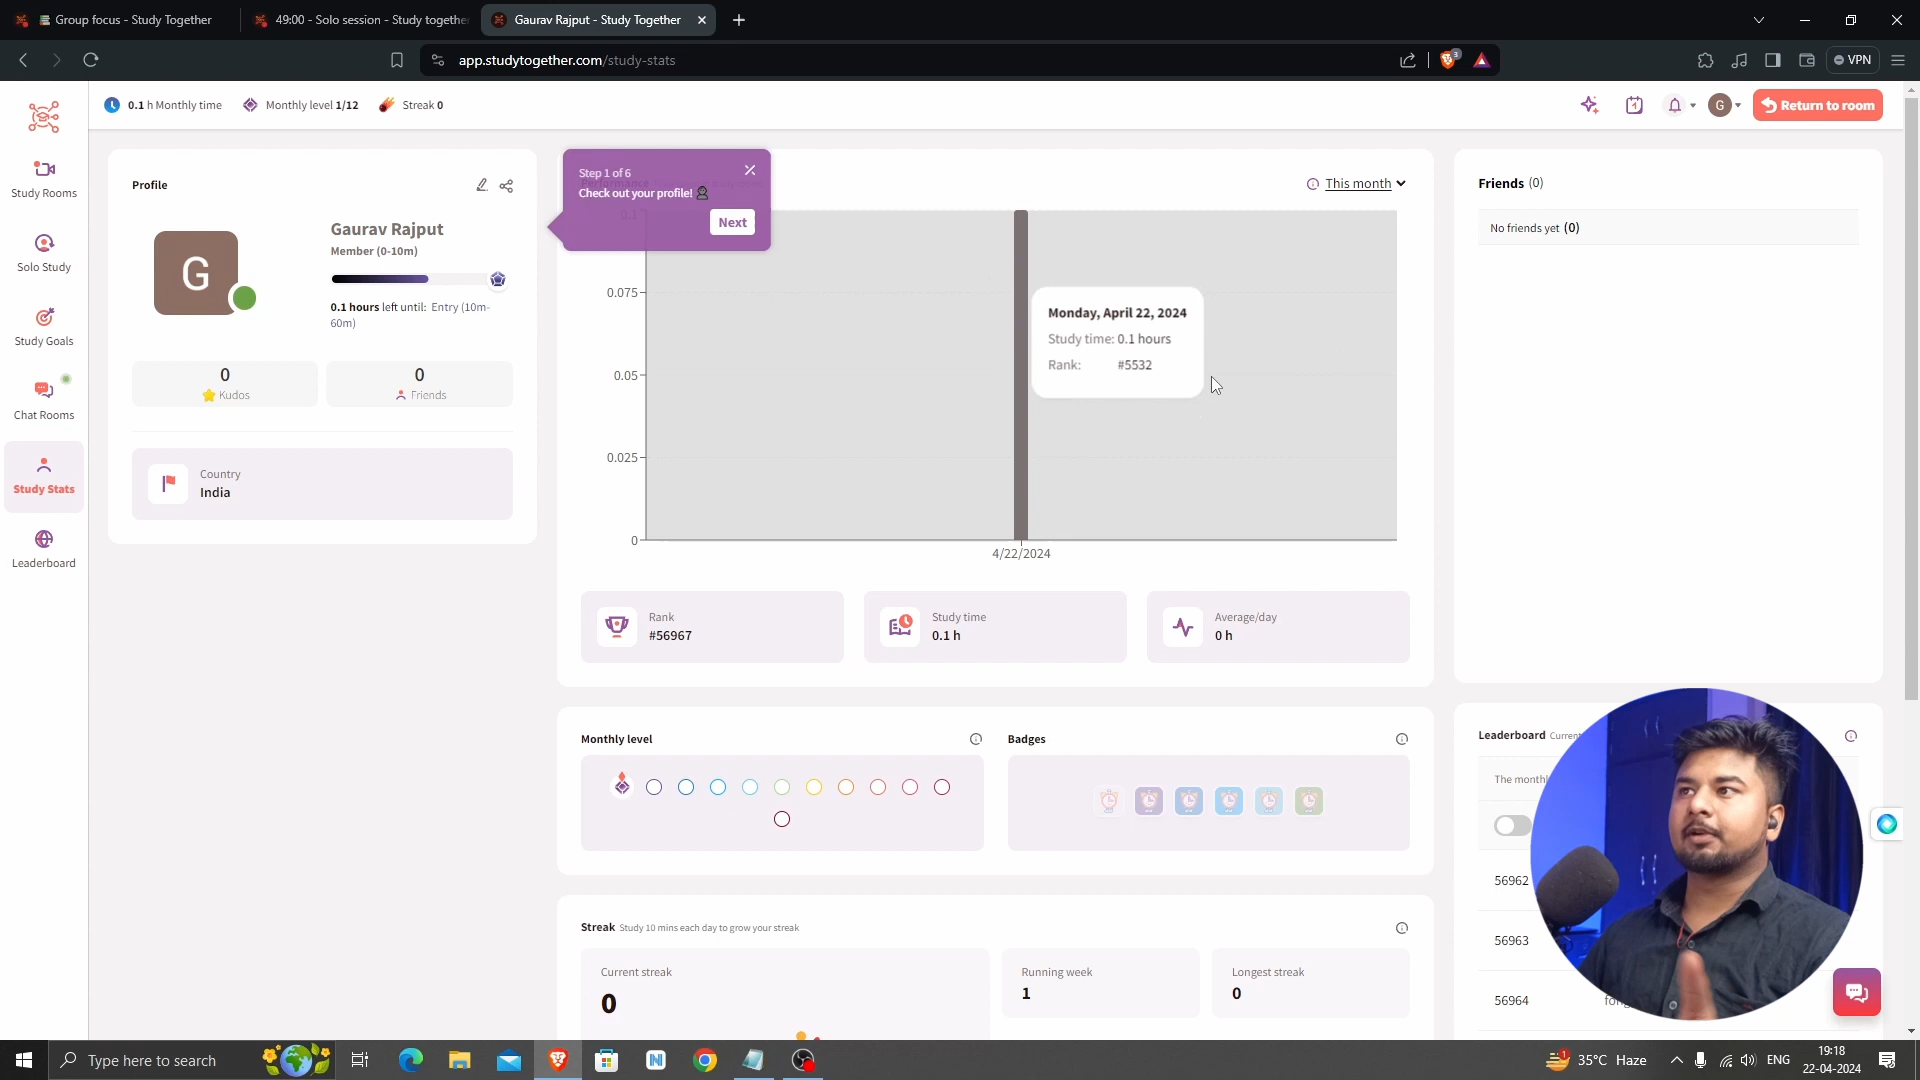 Group focus - Study Together
49:00 - Solo session - Study together
Gaurav Rajput - Study Together
app.studytogether.com/study-stats
3
VPN
0.1 h Monthly time
Monthly level 1/12
Streak 0
G
Return to room
Study Rooms
Solo Study
Study Goals
Chat Rooms
Study Stats
Leaderboard
Profile
G
Gaurav Rajput
Member (0-10m)
0.1 hours left until: Entry (10m-
60m)
0
Kudos
0
Friends
Country
India
Step 1 of 6
Check out your profile!
Next
This month
0.1
0.075
0.05
0.025
0
Monday, April 22, 2024
Study time: 0.1 hours
Rank: #5532
4/22/2024
Rank
#56967
Study time
0.1 h
Average/day
0 h
Monthly level
Badges
Streak Study 10 mins each day to grow your streak
Current streak
0
Running week
1
Longest streak
0
Friends (0)
No friends yet (0)
Leaderboard
The monthl
56962
56963
56964
Type here to search
1
35°C Haze
ENG
19:18
22-04-2024